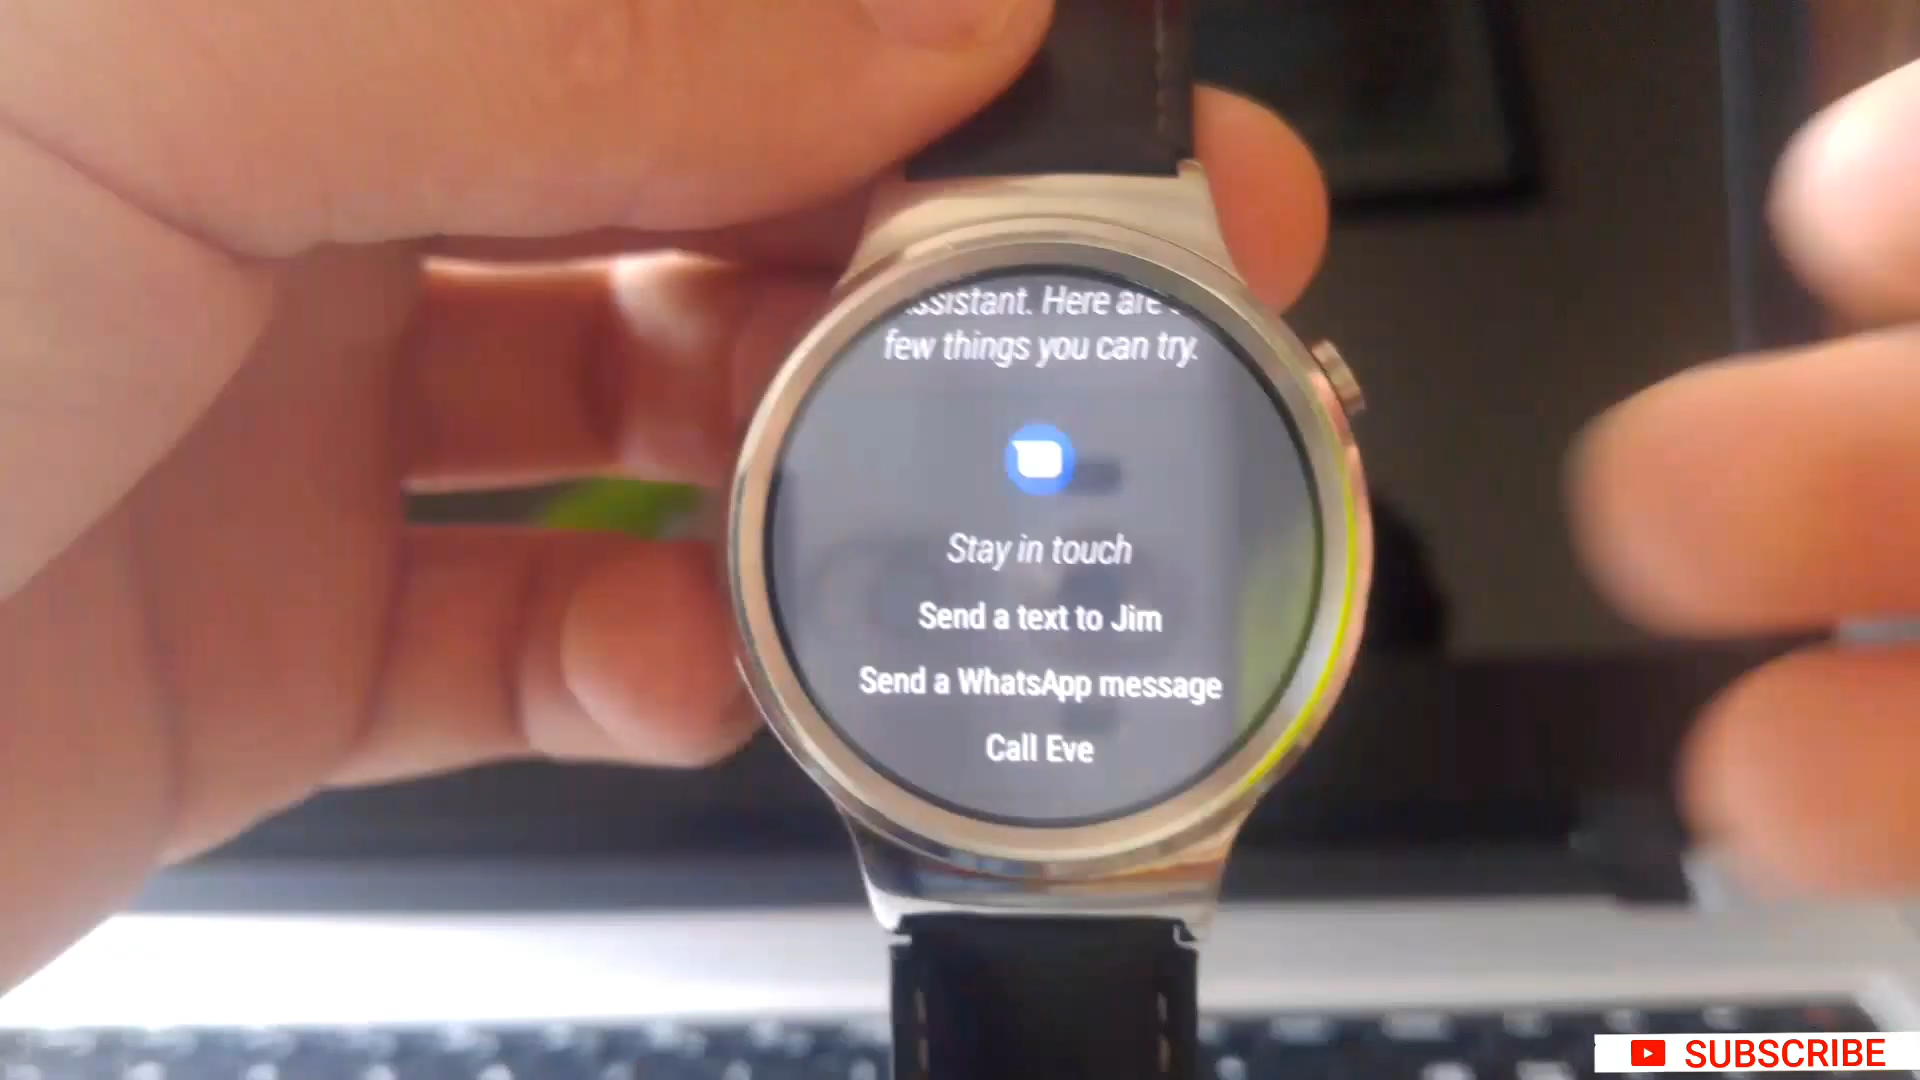 ssistant. Here are
few things you can try.
Stay in touch
Send a text to Jim
Send a WhatsApp message
Call Eve
SUBSCRIBE